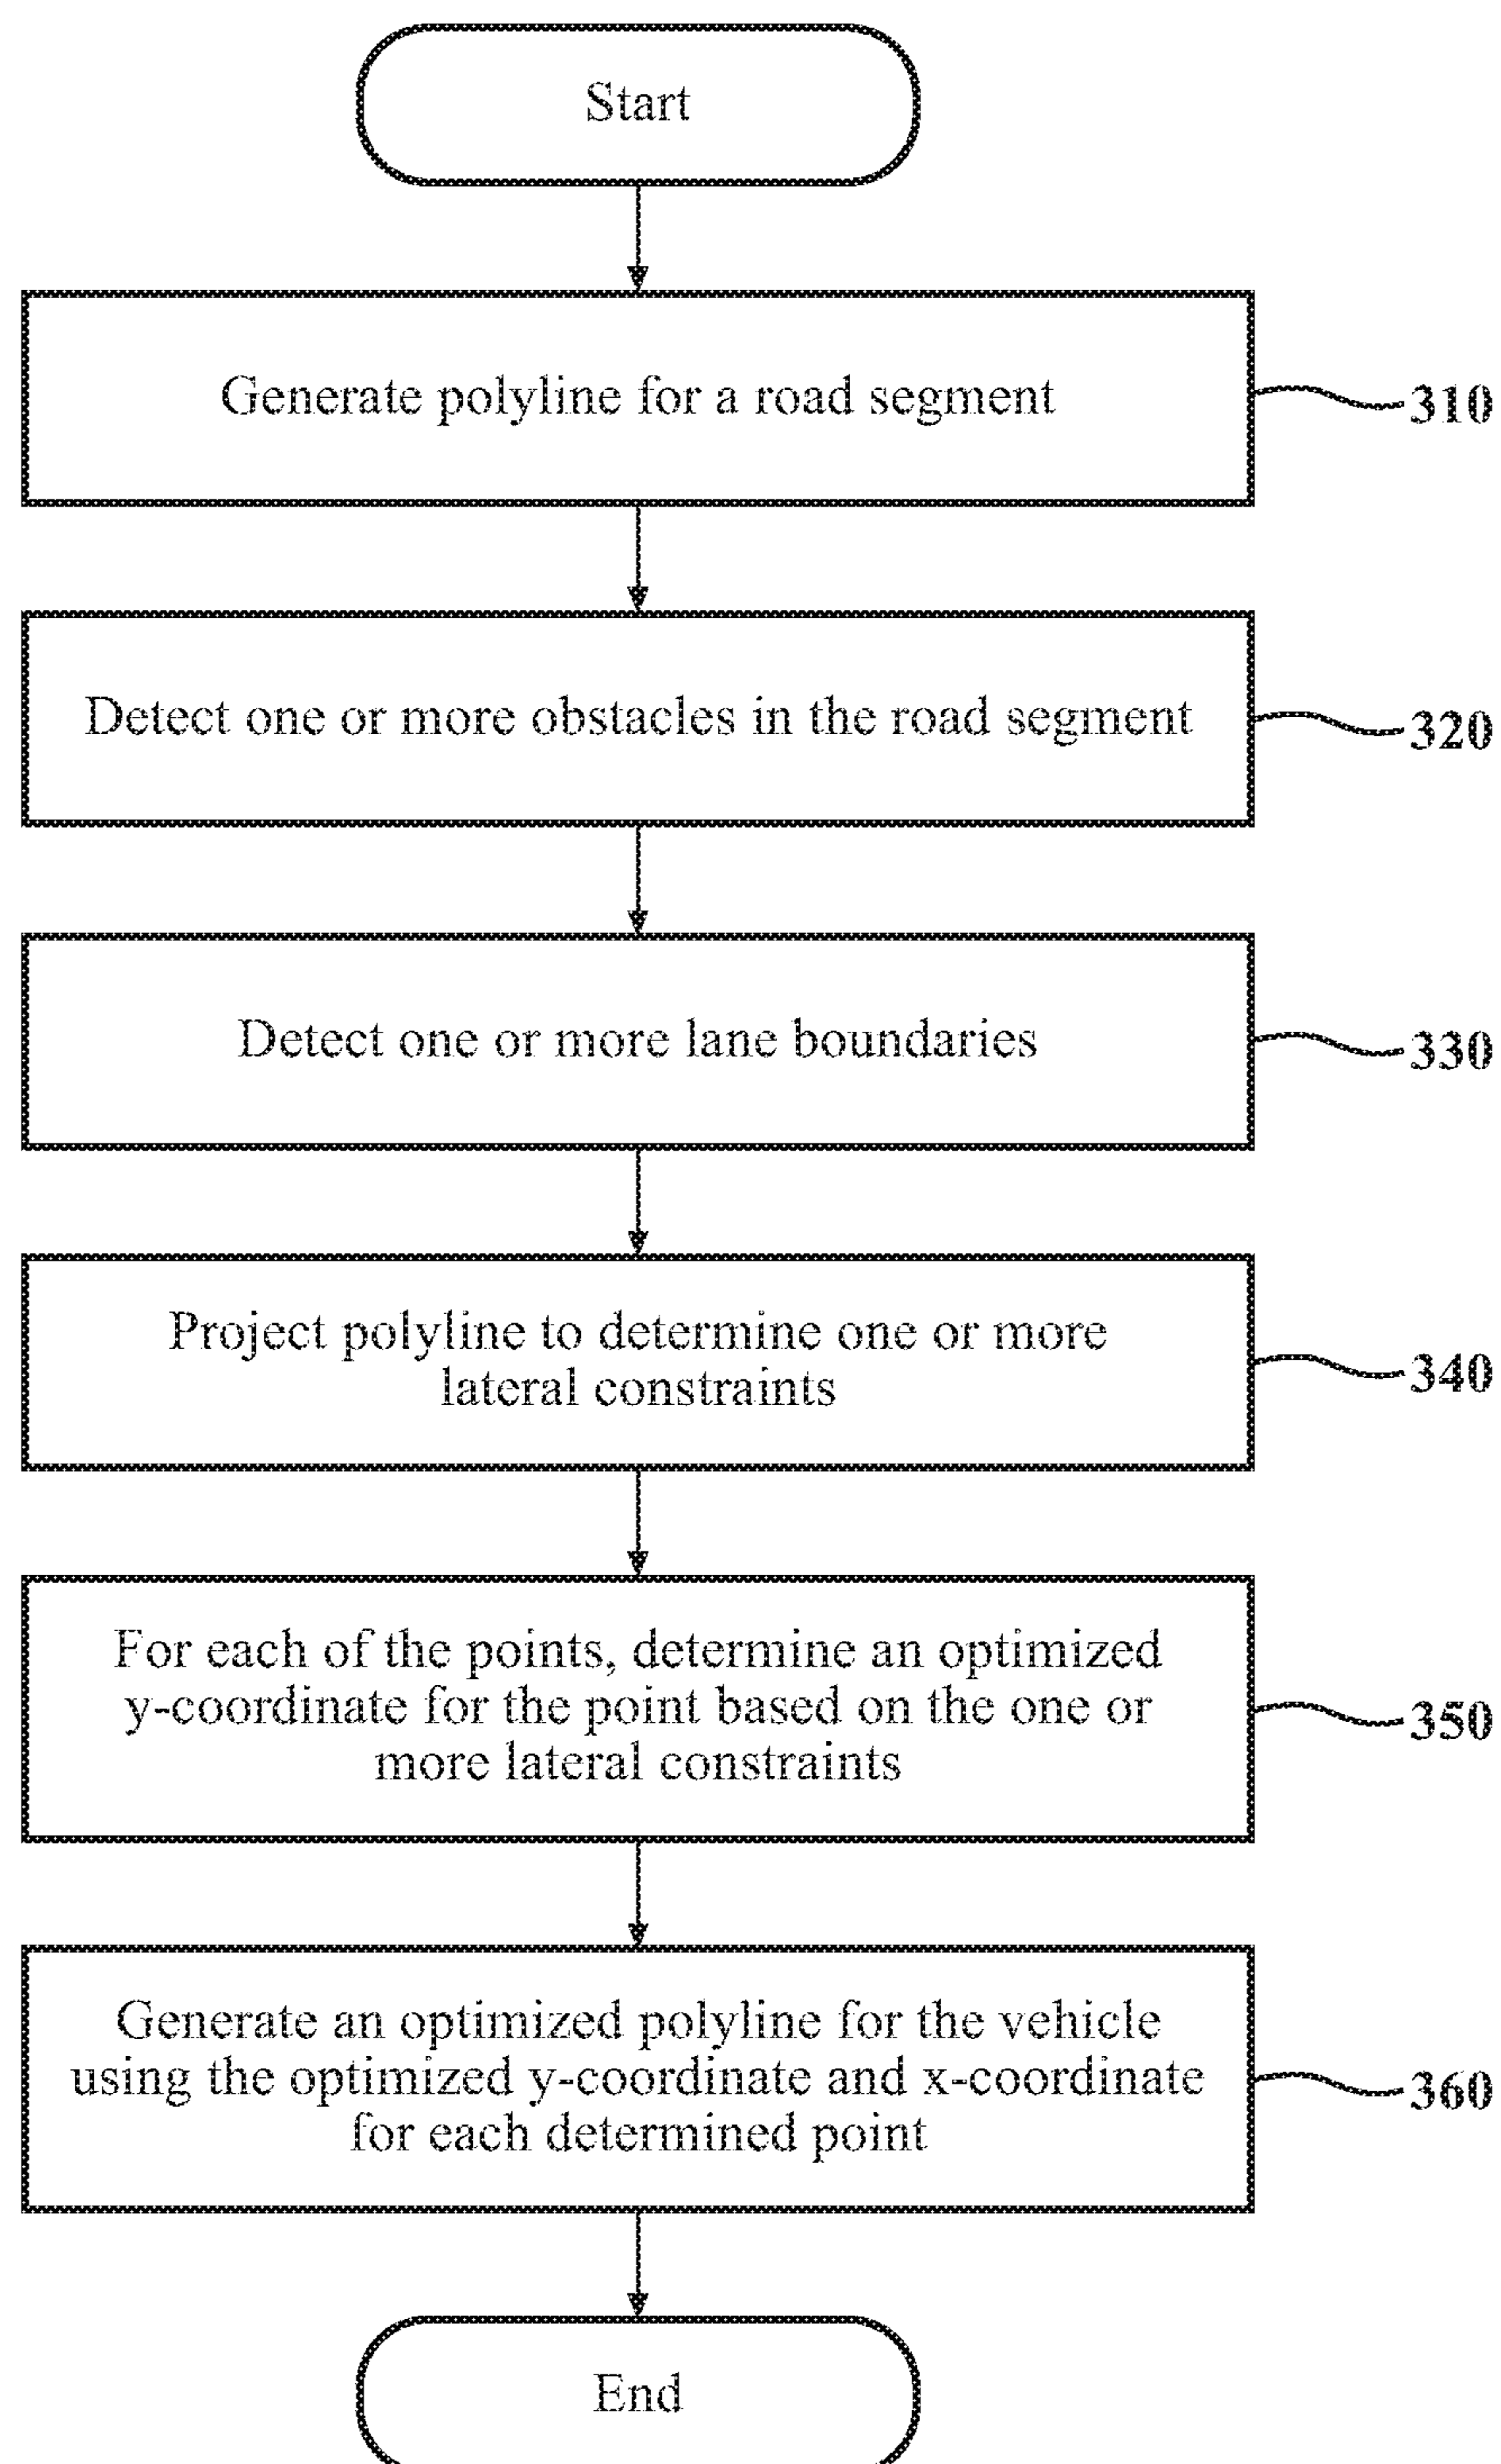 Start
Generate polyline for a road segment
310
Detect one or more obstacles in the road segment
320
Detect one or more lane boundaries
330
Project polyline to determine one or more
lateral constraints
340
For each of the points, determine an optimized
y-coordinate for the point based on the one or
more lateral constraints
350
Generate an optimized polyline for the vehicle
using the optimized y-coordinate and x-coordinate
for each determined point
360
End